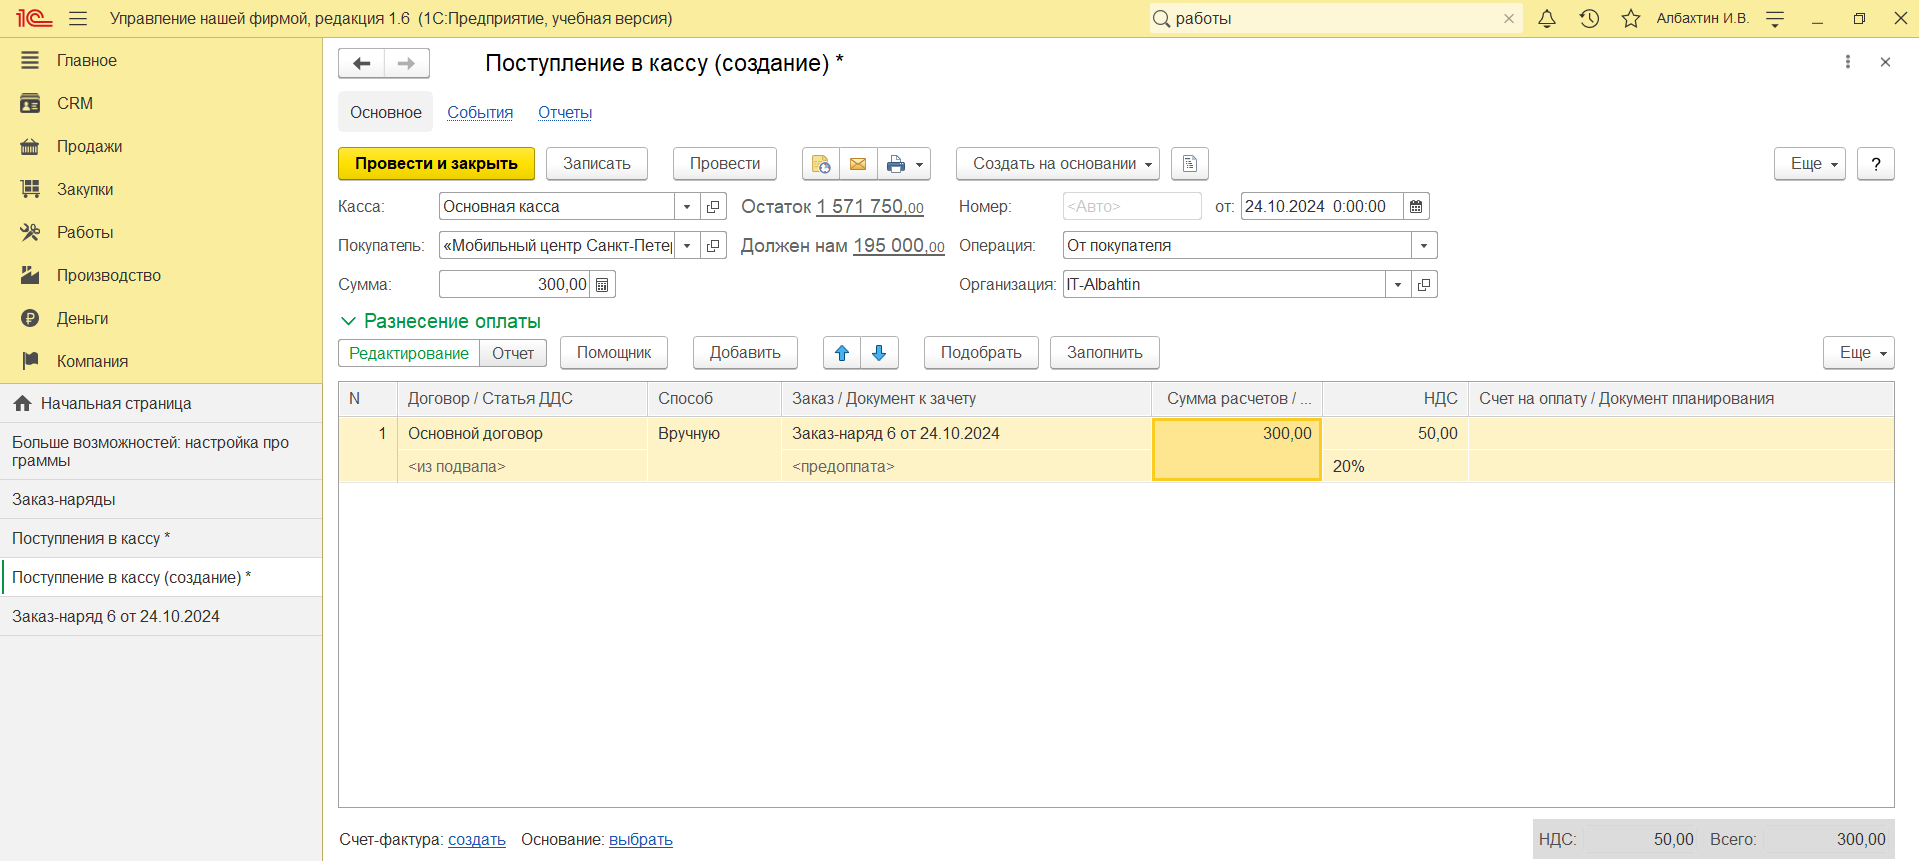 1С Управление нашей фирмой, редакция 1.6 (1С:Предприятие, учебная версия) работы Албахтин И.В.
Главное
CRM
Продажи
Закупки
Работы
Производство
Деньги
Компания
Начальная страница
Больше возможностей: настройка про
граммы
Заказ-наряды
Поступления в кассу *
Поступление в кассу (создание) *
Заказ-наряд 6 от 24.10.2024
Поступление в кассу (создание) *
Основное События Отчеты
Провести и закрыть Записать Провести Создать на основании Еще ?
Касса: Основная касса Остаток 1 571 750,00 Номер: <Авто> от: 24.10.2024 0:00:00
Покупатель: «Мобильный центр Санкт-Петер Должен нам 195 000,00 Операция: От покупателя
Сумма: 300,00 Организация: IT-Albahtin
Разнесение оплаты
Редактирование Отчет Помощник Добавить Подобрать Заполнить Еще
N Договор / Статья ДДС Способ Заказ / Документ к зачету Сумма расчетов / ... НДС Счет на оплату / Документ планирования
1 Основной договор Вручную Заказ-наряд 6 от 24.10.2024 300,00 50,00
<из подвала> <предоплата> 20%
Счет-фактура: создать Основание: выбрать НДС: 50,00 Всего: 300,00